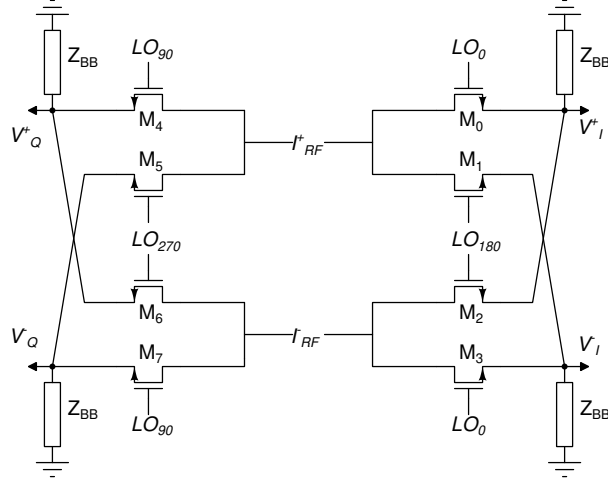 Z_BB Z_BB
LO_90 LO_0
V^+_Q M_4 M_0 V^+_I
I^+_RF
M_5 M_1
LO_270 LO_180
M_6 M_2
V^-_Q I^-_RF V^-_I
M_7 M_3
Z_BB Z_BB
LO_90 LO_0